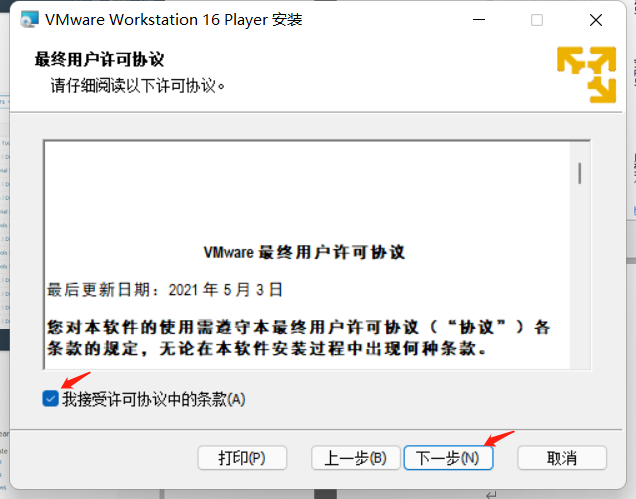 VMware Workstation 16 Player 安装
最终用户许可协议
请仔细阅读以下许可协议。
VMware 最终用户许可协议
最后更新日期：2021 年 5 月 3 日
您对本软件的使用需遵守本最终用户许可协议（“协议”）各
条款的规定，无论在本软件安装过程中出现何种条款。
我接受许可协议中的条款(A)
打印(P) 上一步(B) 下一步(N) 取消